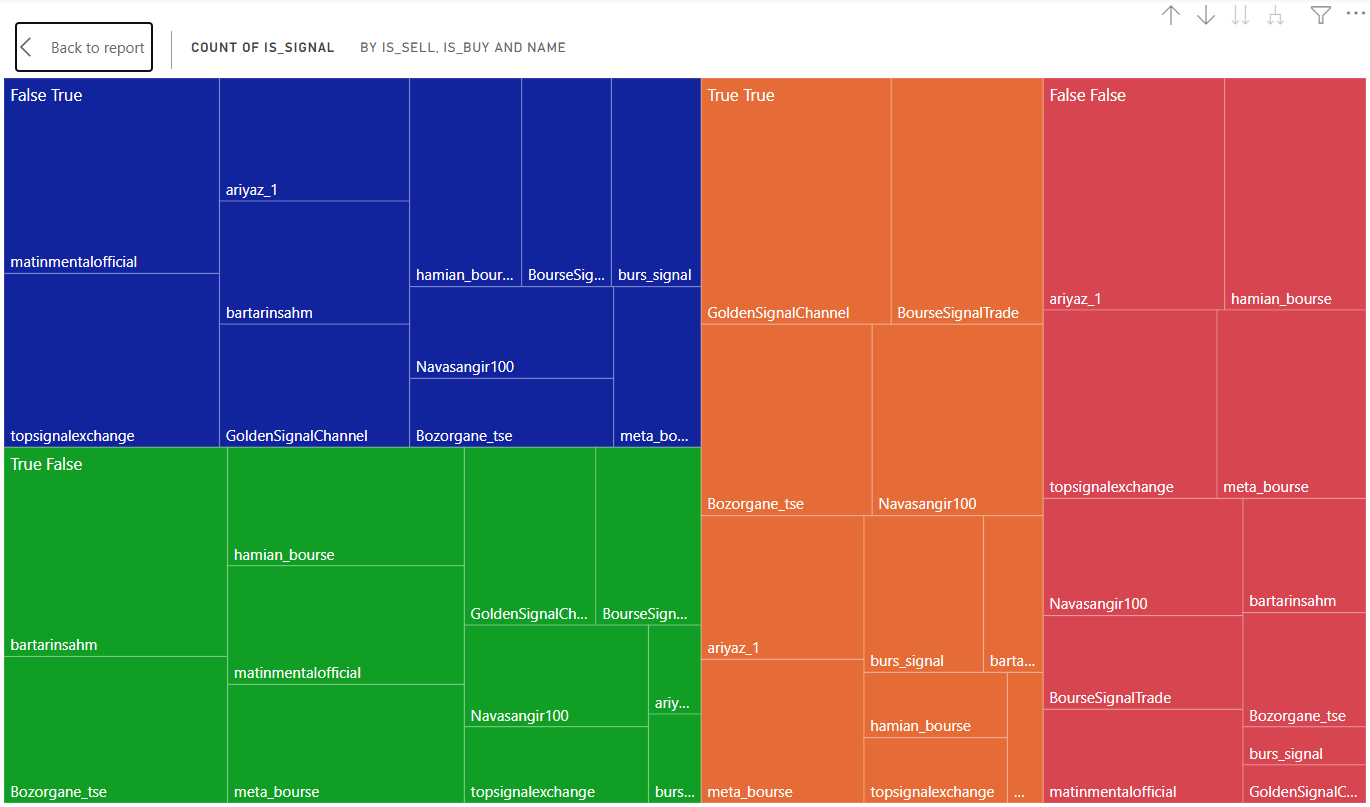 Back to report
COUNT OF IS_SIGNAL
BY IS_SELL, IS_BUY AND NAME
False True
matinmentalofficial
topsignalexchange
ariyaz_1
bartarinsahm
GoldenSignalChannel
hamian_bour...
BourseSig...
burs_signal
Navasangir100
Bozorgane_tse
meta_bo...
True False
bartarinsahm
Bozorgane_tse
hamian_bourse
matinmentalofficial
meta_bourse
GoldenSignalCh...
BourseSign...
Navasangir100
topsignalexchange
ariy...
burs...
True True
GoldenSignalChannel
BourseSignalTrade
Bozorgane_tse
Navasangir100
ariyaz_1
meta_bourse
burs_signal
barta...
hamian_bourse
topsignalexchange
...
False False
ariyaz_1
hamian_bourse
topsignalexchange
meta_bourse
Navasangir100
BourseSignalTrade
matinmentalofficial
bartarinsahm
Bozorgane_tse
burs_signal
GoldenSignalC...